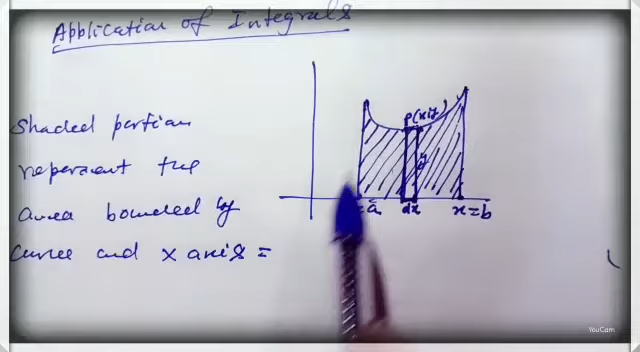 Application of Integrals
Shaded portion
represent the
area bounded by
curve and x axis =
P(x,y)
y
= a
dx
x = b
YouCam